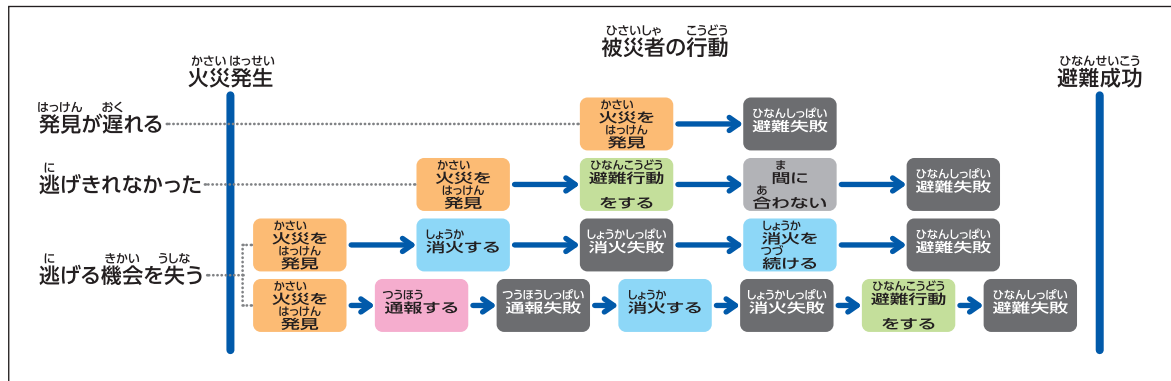 ひさいしゃ こうどう
被災者の行動
かさいはっせい
火災発生
ひなんせいこう
避難成功
はっけん おく
発見が遅れる
かさい
火災を
はっけん
発見
ひなんしっぱい
避難失敗
に
逃げきれなかった
かさい
火災を
はっけん
発見
ひなんこうどう
避難行動
をする
ま
間に
あ
合わない
ひなんしっぱい
避難失敗
に きかい うしな
逃げる機会を失う
かさい
火災を
はっけん
発見
しょうか
消火する
しょうかしっぱい
消火失敗
しょうか
消火を
つづ
続ける
ひなんしっぱい
避難失敗
かさい
火災を
はっけん
発見
つうほう
通報する
つうほうしっぱい
通報失敗
しょうか
消火する
しょうかしっぱい
消火失敗
ひなんこうどう
避難行動
をする
ひなんしっぱい
避難失敗